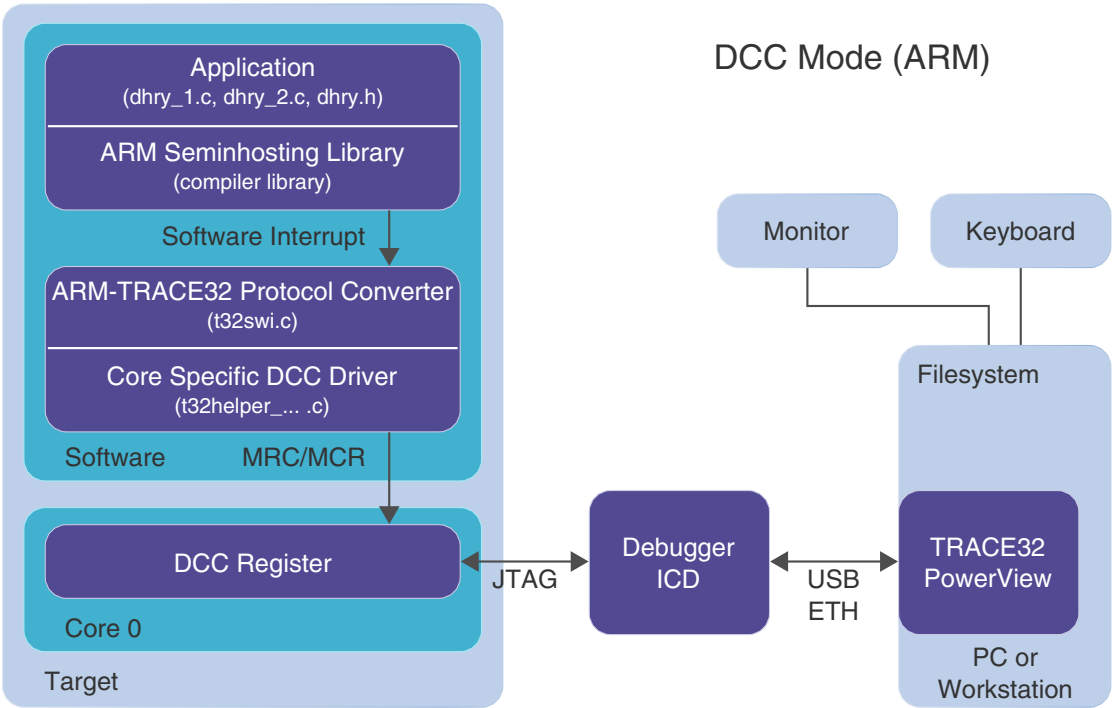 DCC Mode (ARM)
Application
(dhry_1.c, dhry_2.c, dhry.h)
ARM Seminhosting Library
(compiler library)
Software Interrupt
ARM-TRACE32 Protocol Converter
(t32swi.c)
Core Specific DCC Driver
(t32helper_... .c)
Software
MRC/MCR
DCC Register
Core 0
Target
JTAG
Debugger
ICD
USB
ETH
Monitor
Keyboard
Filesystem
TRACE32
PowerView
PC or
Workstation